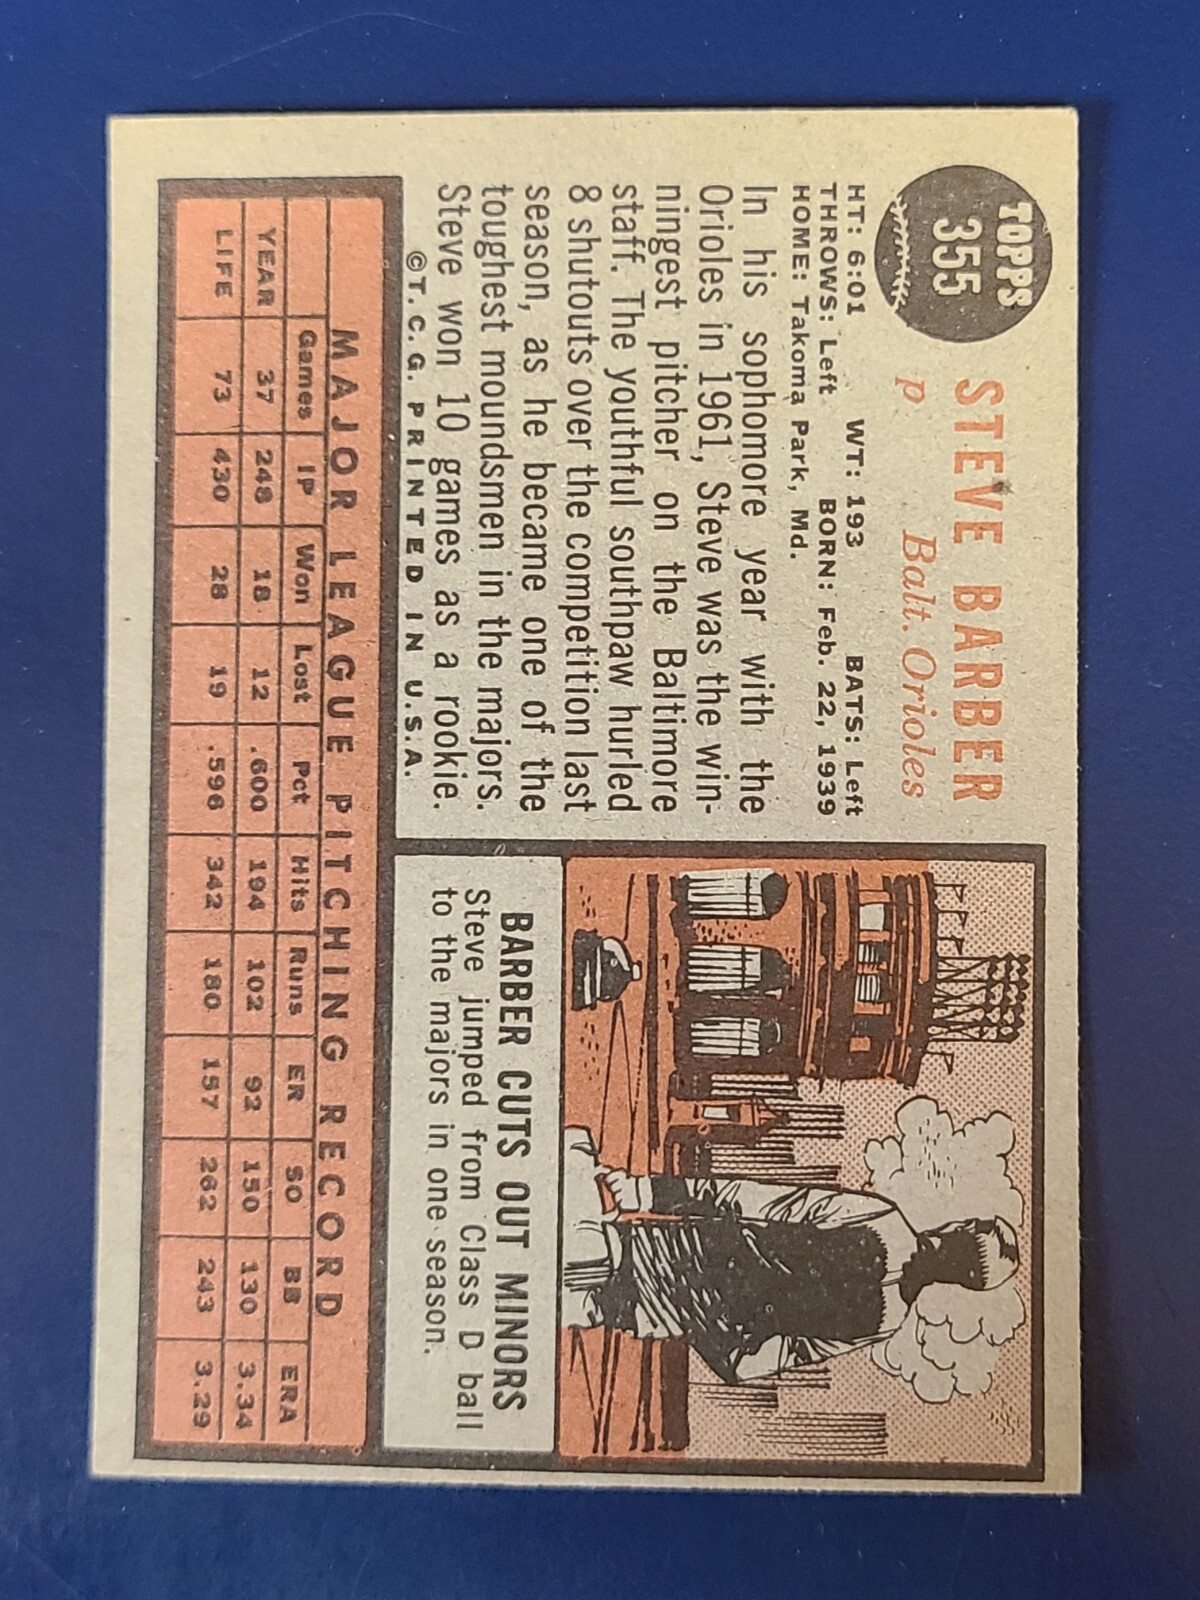 TOPPS
355
STEVE BARBER
p Balt. Orioles
HT: 6:01 WT: 193 BATS: Left
THROWS: Left BORN: Feb. 22, 1939
HOME: Takoma Park, Md.
In his sophomore year with the
Orioles in 1961, Steve was the win-
ningest pitcher on the Baltimore
staff. The youthful southpaw hurled
8 shutouts over the competition last
season, as he became one of the
toughest moundsmen in the majors.
Steve won 10 games as a rookie.
©T.C.G. PRINTED IN U.S.A.
BARBER CUTS OUT MINORS
Steve jumped from Class D ball
to the majors in one season.
MAJOR LEAGUE PITCHING RECORD
Games IP Won Lost Pct Hits Runs ER SO BB ERA
YEAR 37 248 18 12 .600 194 102 92 150 130 3.34
LIFE 73 430 28 19 .596 342 180 157 262 243 3.29